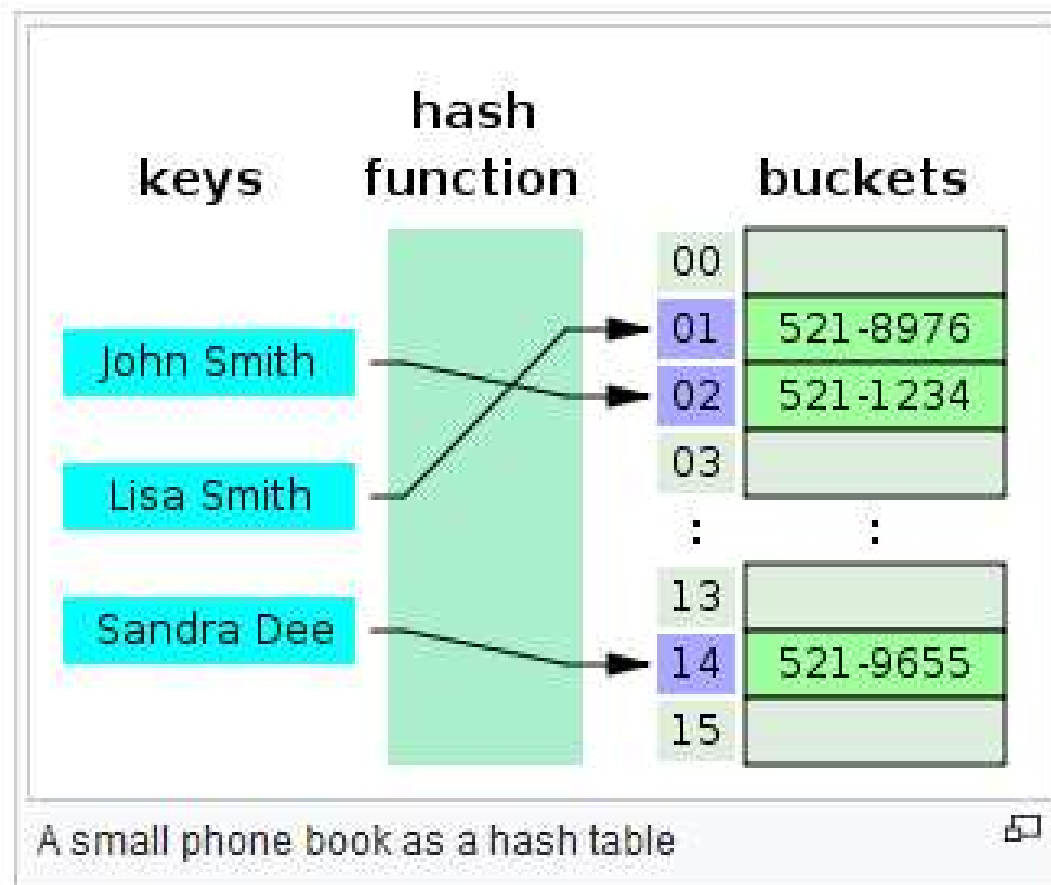 hash
keys function buckets
00
01 521-8976
John Smith
02 521-1234
03
Lisa Smith
: :
13
Sandra Dee
14 521-9655
15
A small phone book as a hash table